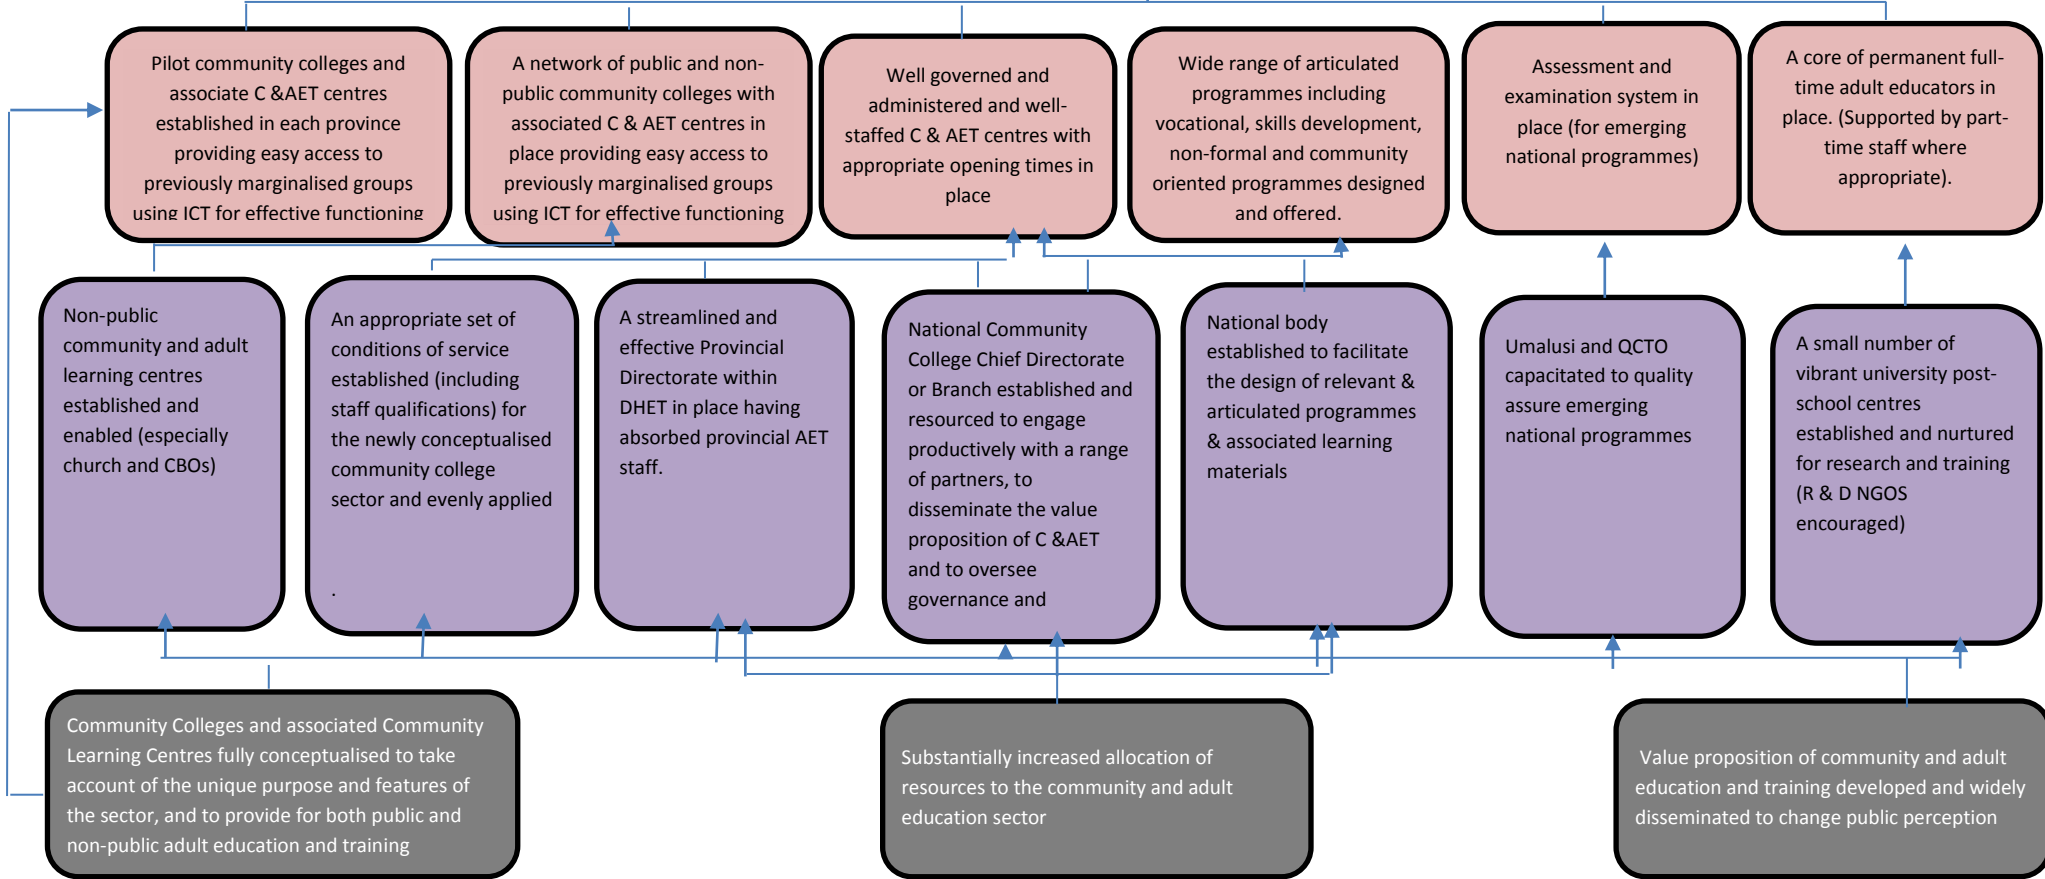 Pilot community colleges and
associate C &AET centres
established in each province
providing easy access to
previously marginalised groups
using ICT for effective functioning
A network of public and non-
public community colleges with
associated C & AET centres in
place providing easy access to
previously marginalised groups
using ICT for effective functioning
Well governed and
administered and well-
staffed C & AET centres with
appropriate opening times in
place
Wide range of articulated
programmes including
vocational, skills development,
non-formal and community
oriented programmes designed
and offered.
Assessment and
examination system in
place (for emerging
national programmes)
A core of permanent full-
time adult educators in
place. (Supported by part-
time staff where
appropriate).
Non-public
community and adult
learning centres
established and
enabled (especially
church and CBOs)
An appropriate set of
conditions of service
established (including
staff qualifications) for
the newly conceptualised
community college
sector and evenly applied
.
A streamlined and
effective Provincial
Directorate within
DHET in place having
absorbed provincial AET
staff.
National Community
College Chief Directorate
or Branch established and
resourced to engage
productively with a range
of partners, to
disseminate the value
proposition of C &AET
and to oversee
governance and
National body
established to facilitate
the design of relevant &
articulated programmes
& associated learning
materials
Umalusi and QCTO
capacitated to quality
assure emerging
national programmes
A small number of
vibrant university post-
school centres
established and nurtured
for research and training
(R & D NGOS
encouraged)
Community Colleges and associated Community
Learning Centres fully conceptualised to take
account of the unique purpose and features of
the sector, and to provide for both public and
non-public adult education and training
Substantially increased allocation of
resources to the community and adult
education sector
Value proposition of community and adult
education and training developed and widely
disseminated to change public perception